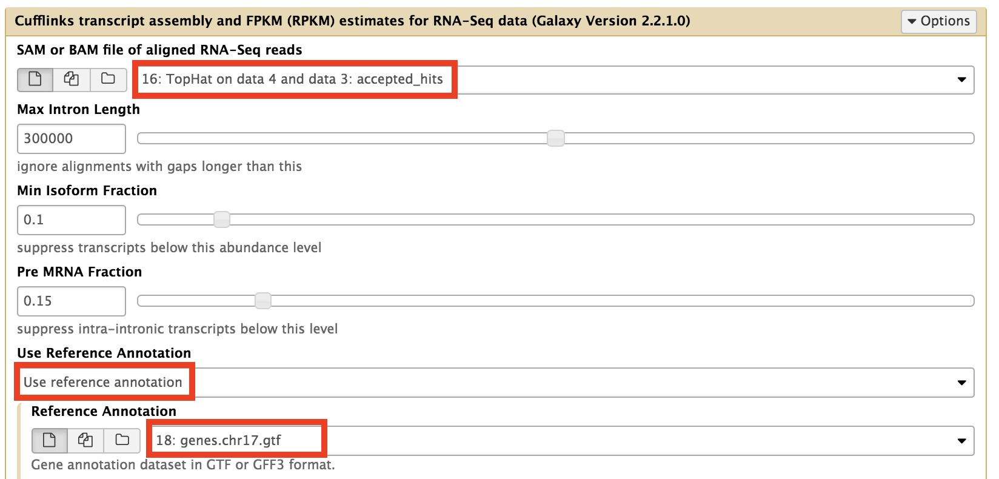 Cufflinks transcript assembly and FPKM (RPKM) estimates for RNA-Seq data (Galaxy Version 2.2.1.0)
Options
SAM or BAM file of aligned RNA-Seq reads
16: TopHat on data 4 and data 3: accepted_hits
Max Intron Length
300000
ignore alignments with gaps longer than this
Min Isoform Fraction
0.1
suppress transcripts below this abundance level
Pre MRNA Fraction
0.15
suppress intra-intronic transcripts below this level
Use Reference Annotation
Use reference annotation
Reference Annotation
18: genes.chr17.gtf
Gene annotation dataset in GTF or GFF3 format.